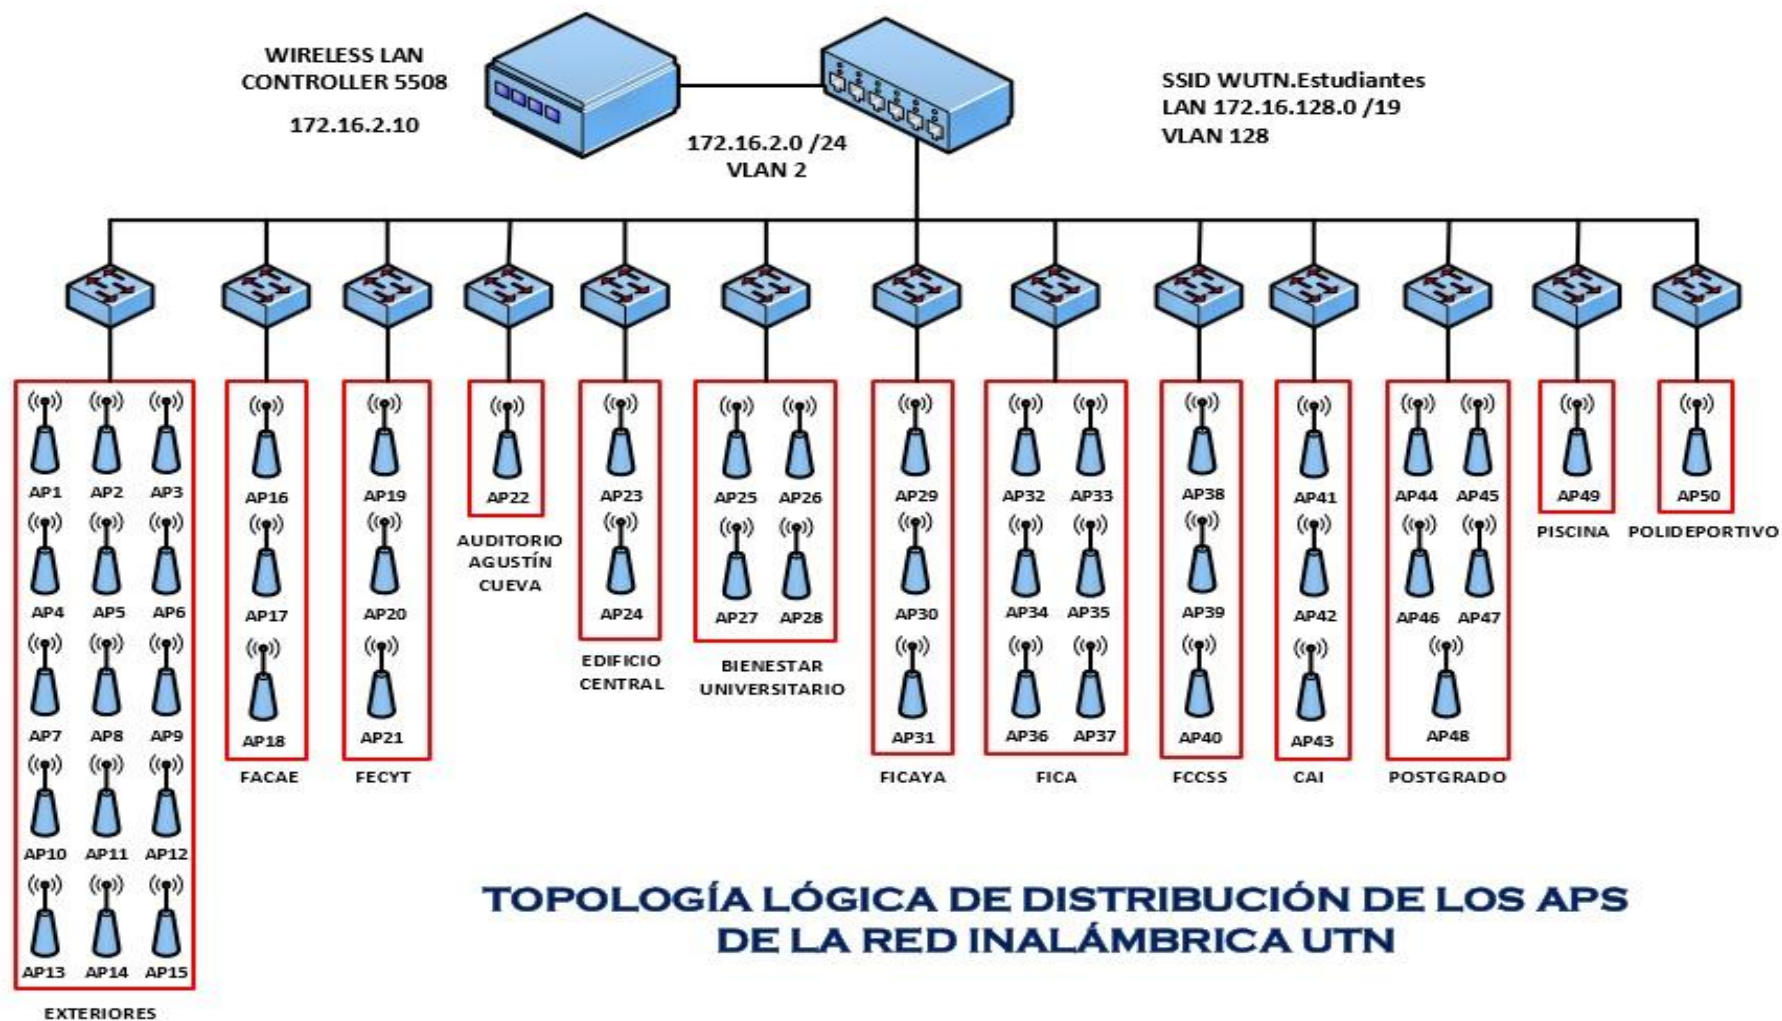 WIRELESS LAN
CONTROLLER 5508
172.16.2.10
172.16.2.0 /24
VLAN 2
SSID WUTN.Estudiantes
LAN 172.16.128.0 /19
VLAN 128
AP1 AP2 AP3
AP4 AP5 AP6
AP7 AP8 AP9
AP10 AP11 AP12
AP13 AP14 AP15
EXTERIORES
AP16
AP17
AP18
FACAE
AP19
AP20
AP21
FECYT
AP22
AUDITORIO
AGUSTÍN
CUEVA
AP23
AP24
EDIFICIO
CENTRAL
AP25 AP26
AP27 AP28
BIENESTAR
UNIVERSITARIO
AP29
AP30
AP31
FICAYA
AP32 AP33
AP34 AP35
AP36 AP37
FICA
AP38
AP39
AP40
FCCSS
AP41
AP42
AP43
CAI
AP44 AP45
AP46 AP47
AP48
POSTGRADO
AP49
PISCINA
AP50
POLIDEPORTIVO
TOPOLOGÍA LÓGICA DE DISTRIBUCIÓN DE LOS APS
DE LA RED INALÁMBRICA UTN